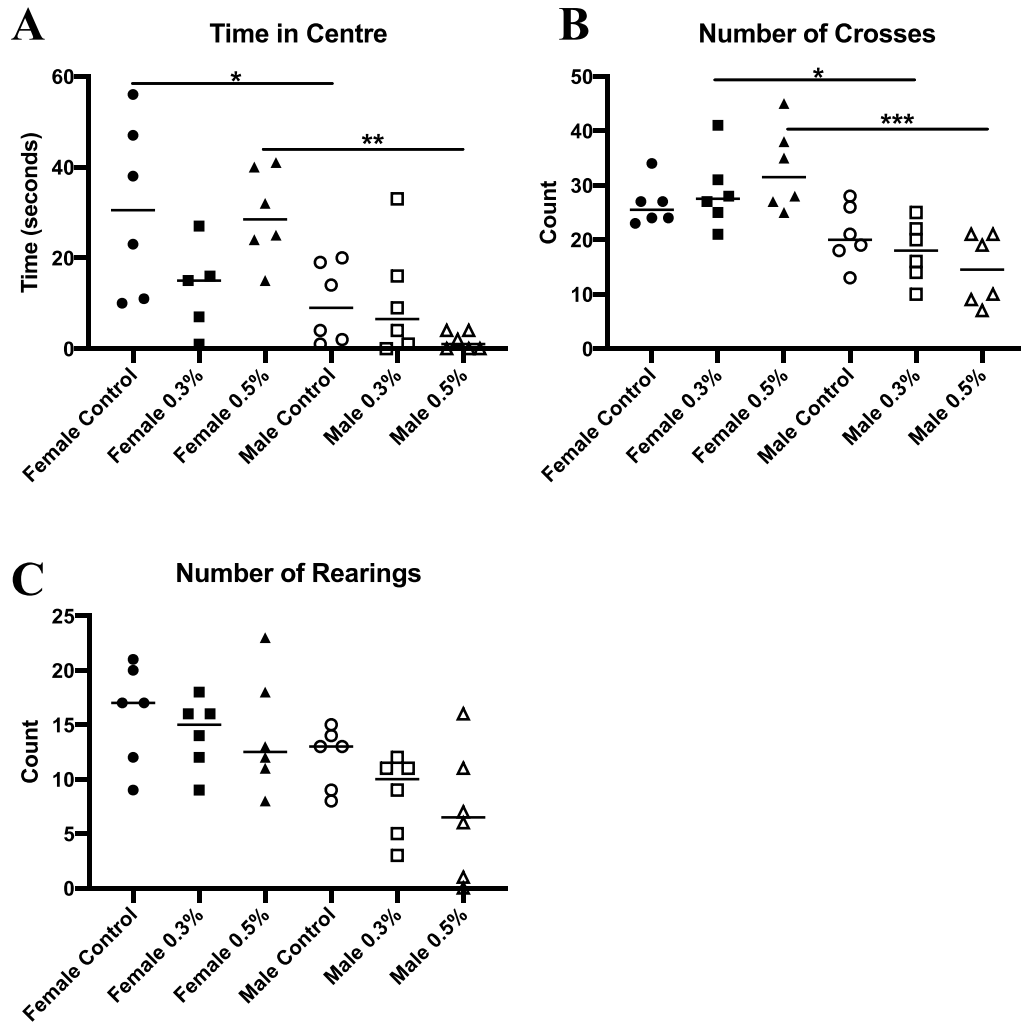 A
Time in Centre
Time (seconds)
60
40
20
0
*
**
Female Control
Female 0.3%
Female 0.5%
Male Control
Male 0.3%
Male 0.5%
B
Number of Crosses
Count
50
40
30
20
10
0
*
***
Female Control
Female 0.3%
Female 0.5%
Male Control
Male 0.3%
Male 0.5%
C
Number of Rearings
Count
25
20
15
10
5
0
Female Control
Female 0.3%
Female 0.5%
Male Control
Male 0.3%
Male 0.5%